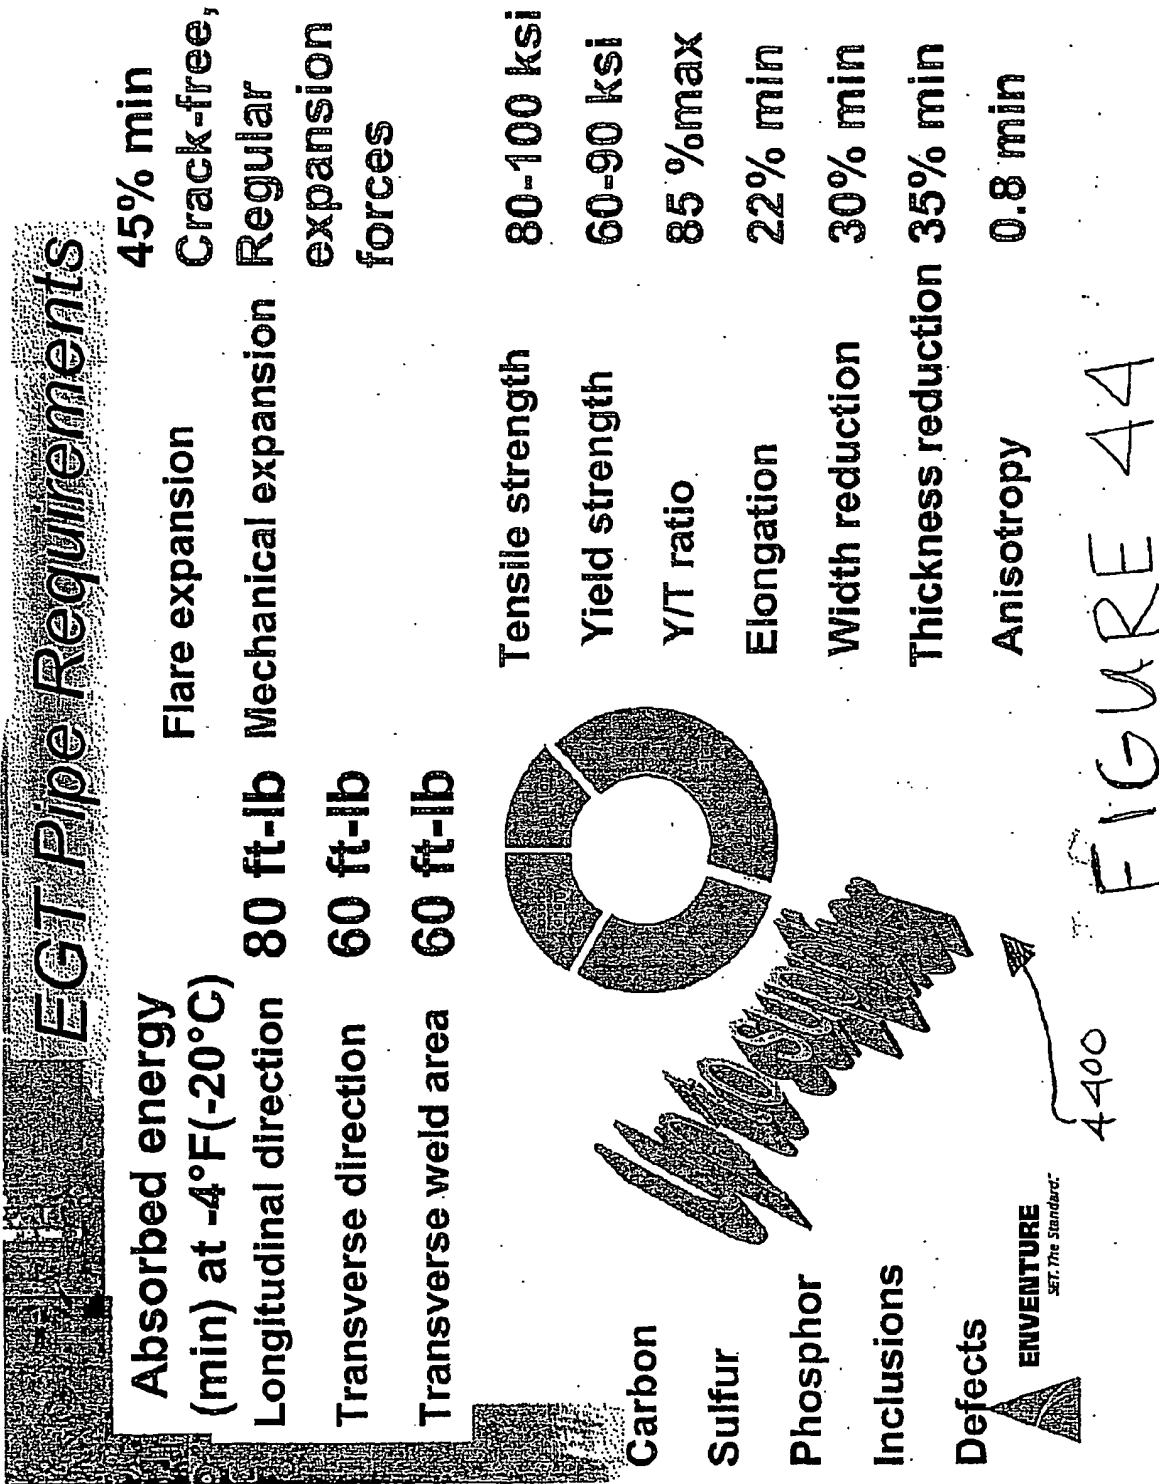 EGT Pipe Requirements
Absorbed energy
(min) at -4°F(-20°C)
Longitudinal direction 80 ft-lb
Transverse direction 60 ft-lb
Transverse weld area 60 ft-lb
Flare expansion 45% min
Mechanical expansion Crack-free,
Regular
expansion
forces
Carbon
Sulfur
Phosphor
Inclusions
Defects
Tensile strength 80-100 ksi
Yield strength 60-90 ksi
Y/T ratio 85 %max
Elongation 22% min
Width reduction 30% min
Thickness reduction 35% min
Anisotropy 0.8 min
ENVENTURE
SET. The Standard.
4400
FIGURE 44